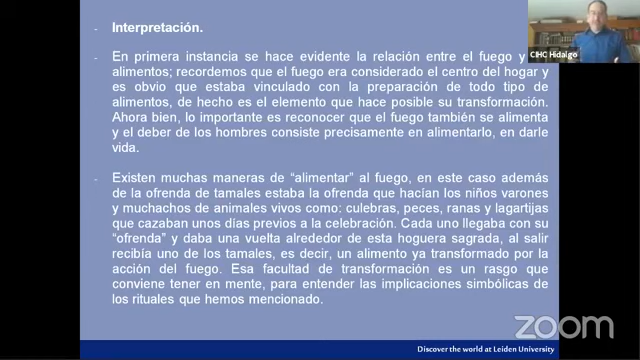 - Interpretación.
- En primera instancia se hace evidente la relación entre el fuego y
alimentos; recordemos que el fuego era considerado el centro del hogar y
es obvio que estaba vinculado con la preparación de todo tipo de
alimentos, de hecho es el elemento que hace posible su transformación.
Ahora bien, lo importante es reconocer que el fuego también se alimenta
y el deber de los hombres consiste precisamente en alimentarlo, en darle
vida.
- Existen muchas maneras de "alimentar" al fuego, en este caso además
de la ofrenda de tamales estaba la ofrenda que hacían los niños varones
y muchachos de animales vivos como: culebras, peces, ranas y lagartijas
que cazaban unos días previos a la celebración. Cada uno llegaba con su
"ofrenda" y daba una vuelta alrededor de esta hoguera sagrada, al salir
recibía uno de los tamales, es decir, un alimento ya transformado por la
acción del fuego. Esa facultad de transformación es un rasgo que
conviene tener en mente, para entender las implicaciones simbólicas de
los rituales que hemos mencionado.
CIHC Hidalgo
zoom
Discover the world at Leiden University